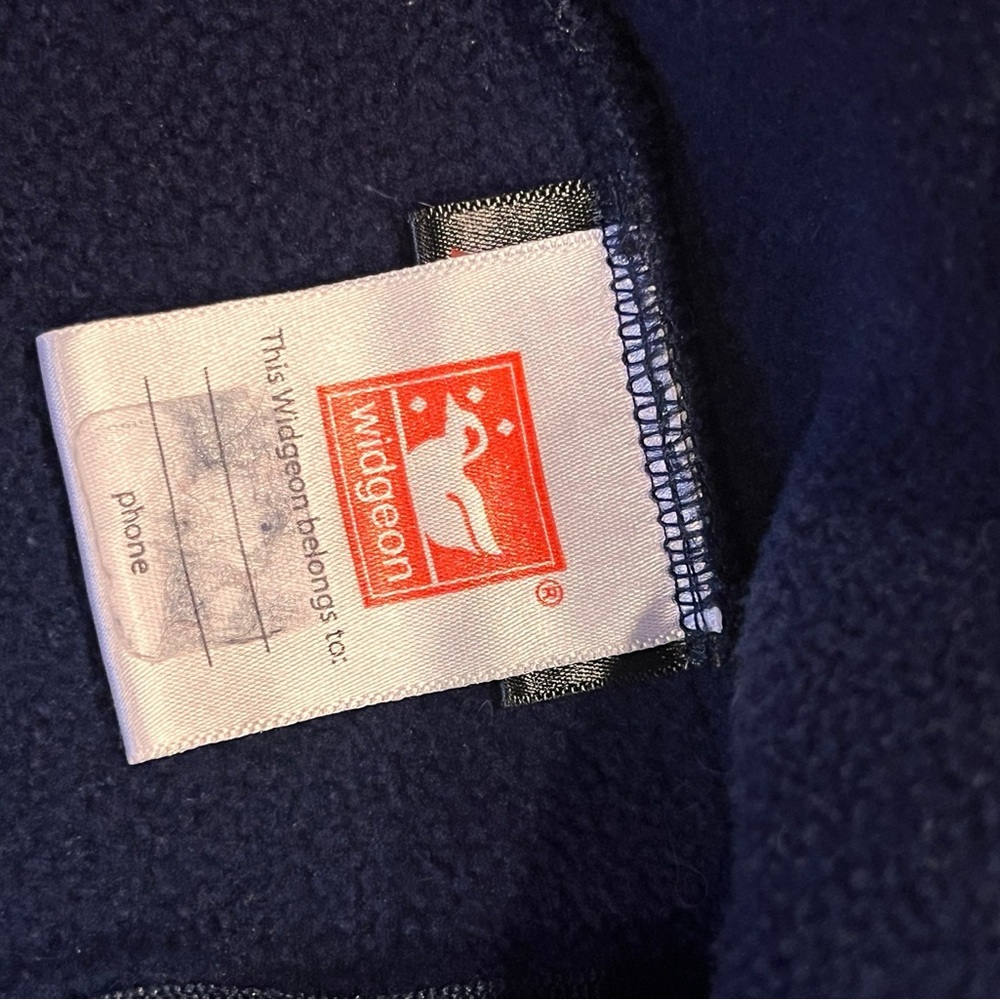 widgeon
®
This Widgeon belongs to:
phone